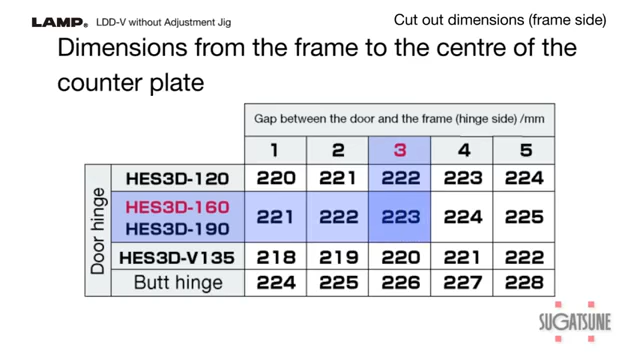 LAMP® LDD-V without Adjustment Jig
Cut out dimensions (frame side)
Dimensions from the frame to the centre of the
counter plate
Gap between the door and the frame (hinge side) /mm
1 2 3 4 5
Door hinge
HES3D-120 220 221 222 223 224
HES3D-160
HES3D-190
221 222 223 224 225
HES3D-V135 218 219 220 221 222
Butt hinge 224 225 226 227 228
SUGATSUNE